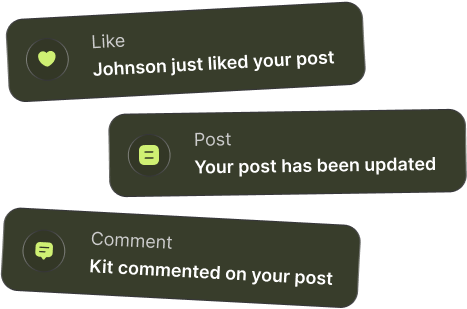 Like
Johnson just liked your post
Post
Your post has been updated
Comment
Kit commented on your post